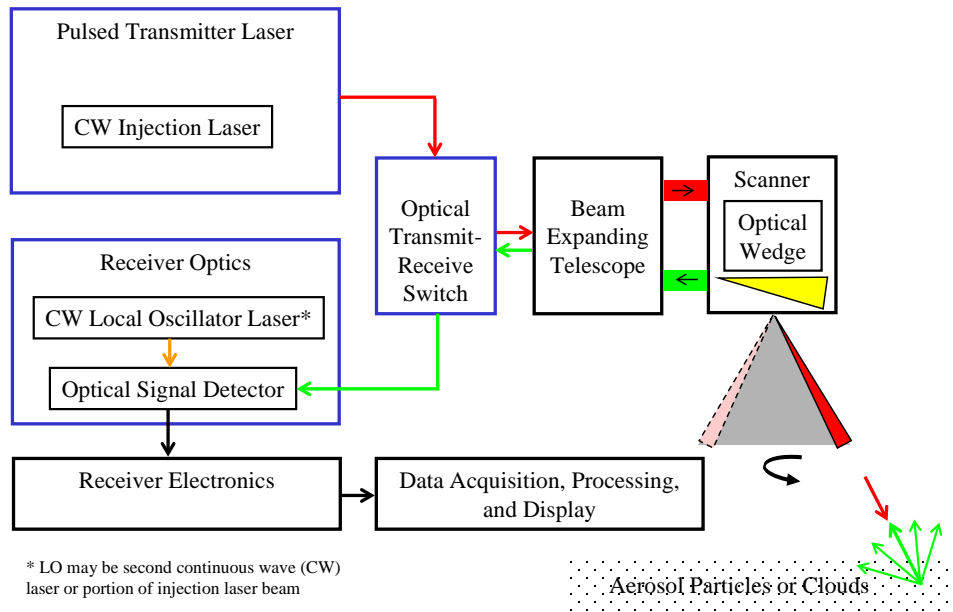 Pulsed Transmitter Laser
CW Injection Laser
Optical
Transmit-
Receive
Switch
Beam
Expanding
Telescope
Scanner
Optical
Wedge
Receiver Optics
CW Local Oscillator Laser*
Optical Signal Detector
Receiver Electronics
Data Acquisition, Processing,
and Display
* LO may be second continuous wave (CW)
laser or portion of injection laser beam
Aerosol Particles or Clouds